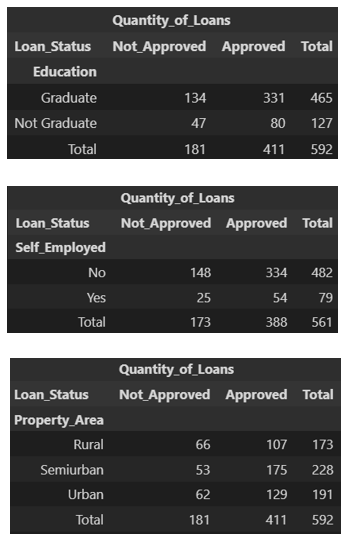 Quantity_of_Loans
Loan_Status Not_Approved Approved Total
Education
Graduate 134 331 465
Not Graduate 47 80 127
Total 181 411 592
Quantity_of_Loans
Loan_Status Not_Approved Approved Total
Self_Employed
No 148 334 482
Yes 25 54 79
Total 173 388 561
Quantity_of_Loans
Loan_Status Not_Approved Approved Total
Property_Area
Rural 66 107 173
Semiurban 53 175 228
Urban 62 129 191
Total 181 411 592